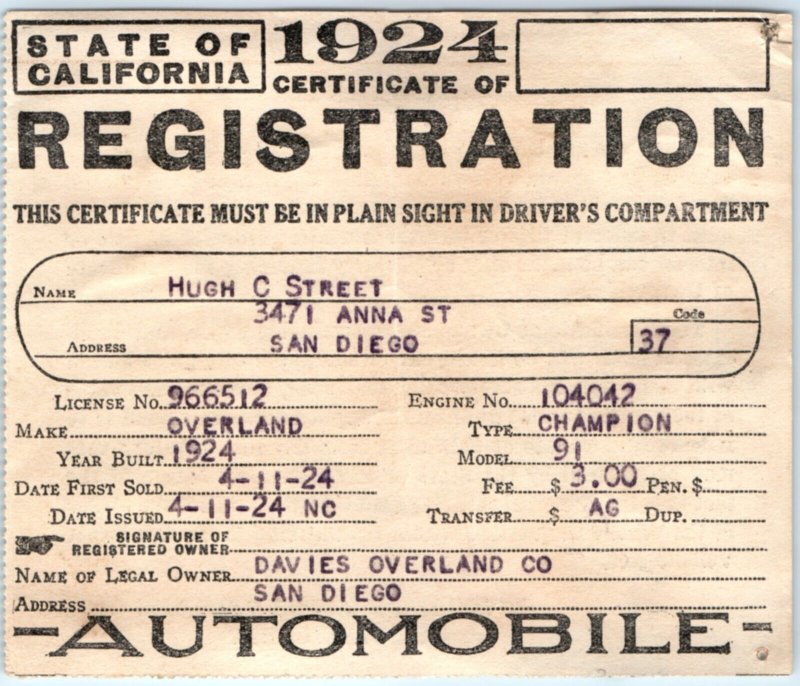 STATE OF CALIFORNIA
1924
CERTIFICATE OF
REGISTRATION
THIS CERTIFICATE MUST BE IN PLAIN SIGHT IN DRIVER'S COMPARTMENT
NAME HUGH C STREET
3471 ANNA ST
Code
ADDRESS SAN DIEGO 37
LICENSE NO. 966512 ENGINE NO. 104042
MAKE OVERLAND TYPE CHAMPION
YEAR BUILT 1924 MODEL 91
DATE FIRST SOLD 4-11-24 FEE $ 3.00 PEN. $
DATE ISSUED 4-11-24 NC TRANSFER $ AG DUP.
SIGNATURE OF
REGISTERED OWNER
NAME OF LEGAL OWNER DAVIES OVERLAND CO
ADDRESS SAN DIEGO
-AUTOMOBILE-